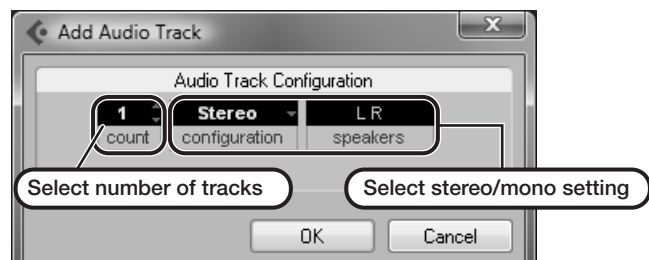 Add Audio Track
Audio Track Configuration
1 Stereo L R
count configuration speakers
Select number of tracks Select stereo/mono setting
OK Cancel